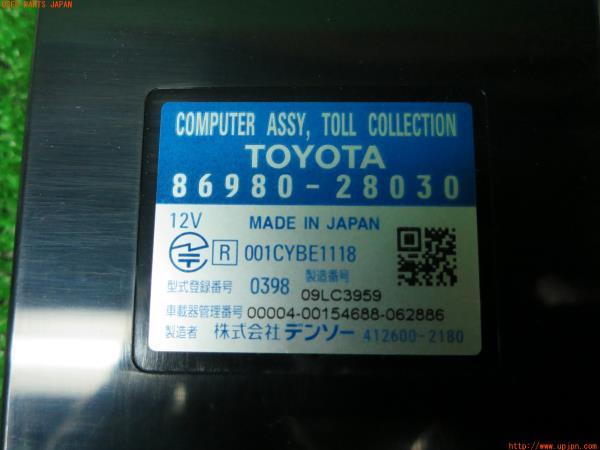 USED PARTS JAPAN
COMPUTER ASSY, TOLL COLLECTION
TOYOTA
86980-28030
12V MADE IN JAPAN
R 001CYBE1118
型式登録番号 0398 製造番号 09LC3959
車載器管理番号 00004-00154688-062886
製造者 株式会社 デンソー 412600-2180
http://www.upjpn.com/